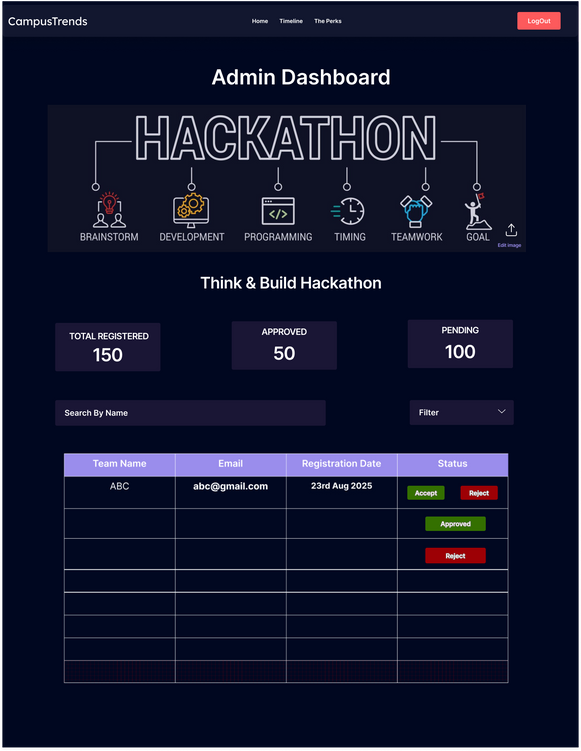 CampusTrends
Home Timeline The Perks
LogOut
Admin Dashboard
HACKATHON
</>
BRAINSTORM DEVELOPMENT PROGRAMMING TIMING TEAMWORK GOAL
Edit image
Think & Build Hackathon
TOTAL REGISTERED
150
APPROVED
50
PENDING
100
Search By Name
Filter
Team Name Email Registration Date Status
ABC abc@gmail.com 23rd Aug 2025 Accept Reject
Approved
Reject